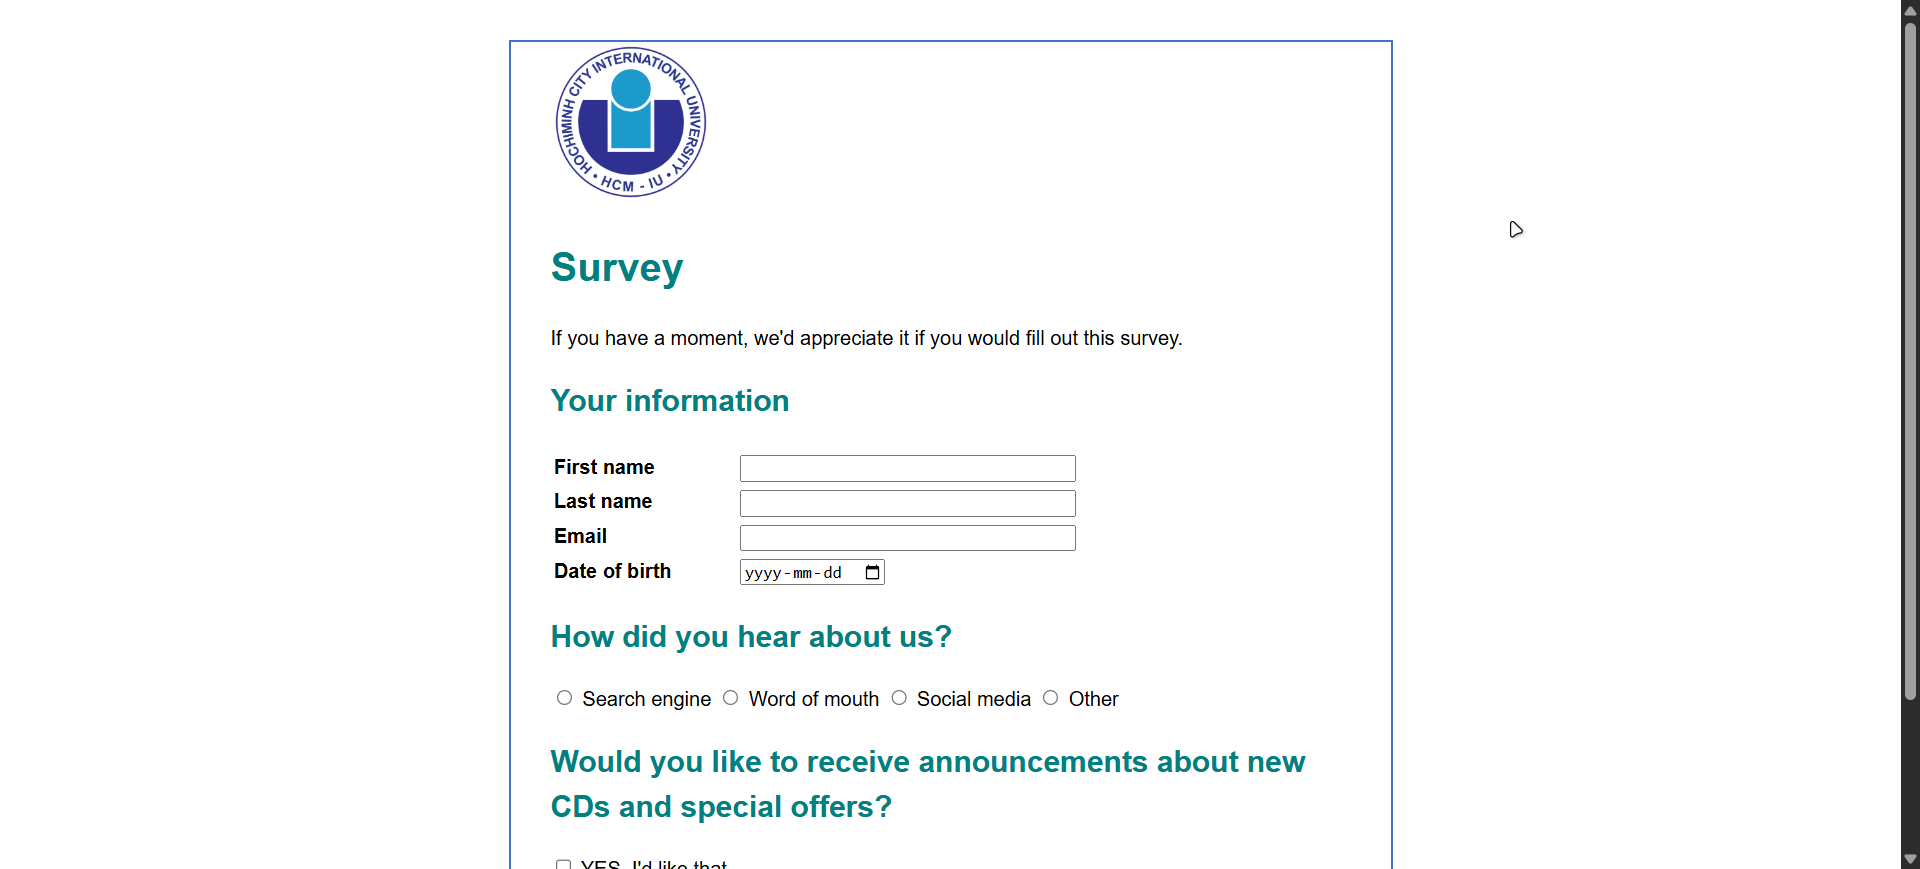 HOCHIMINH CITY INTERNATIONAL UNIVERSITY
• HCM - IU •
Survey
If you have a moment, we'd appreciate it if you would fill out this survey.
Your information
First name
Last name
Email
Date of birth yyyy-mm-dd
How did you hear about us?
Search engine Word of mouth Social media Other
Would you like to receive announcements about new
CDs and special offers?
YES, I'd like that